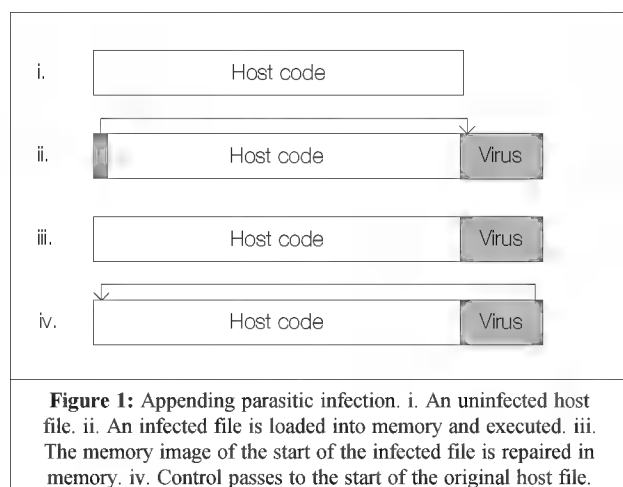 i.
Host code
ii.
Host code
Virus
iii.
Host code
Virus
iv.
Host code
Virus
Figure 1: Appending parasitic infection. i. An uninfected host
file. ii. An infected file is loaded into memory and executed. iii.
The memory image of the start of the infected file is repaired in
memory. iv. Control passes to the start of the original host file.